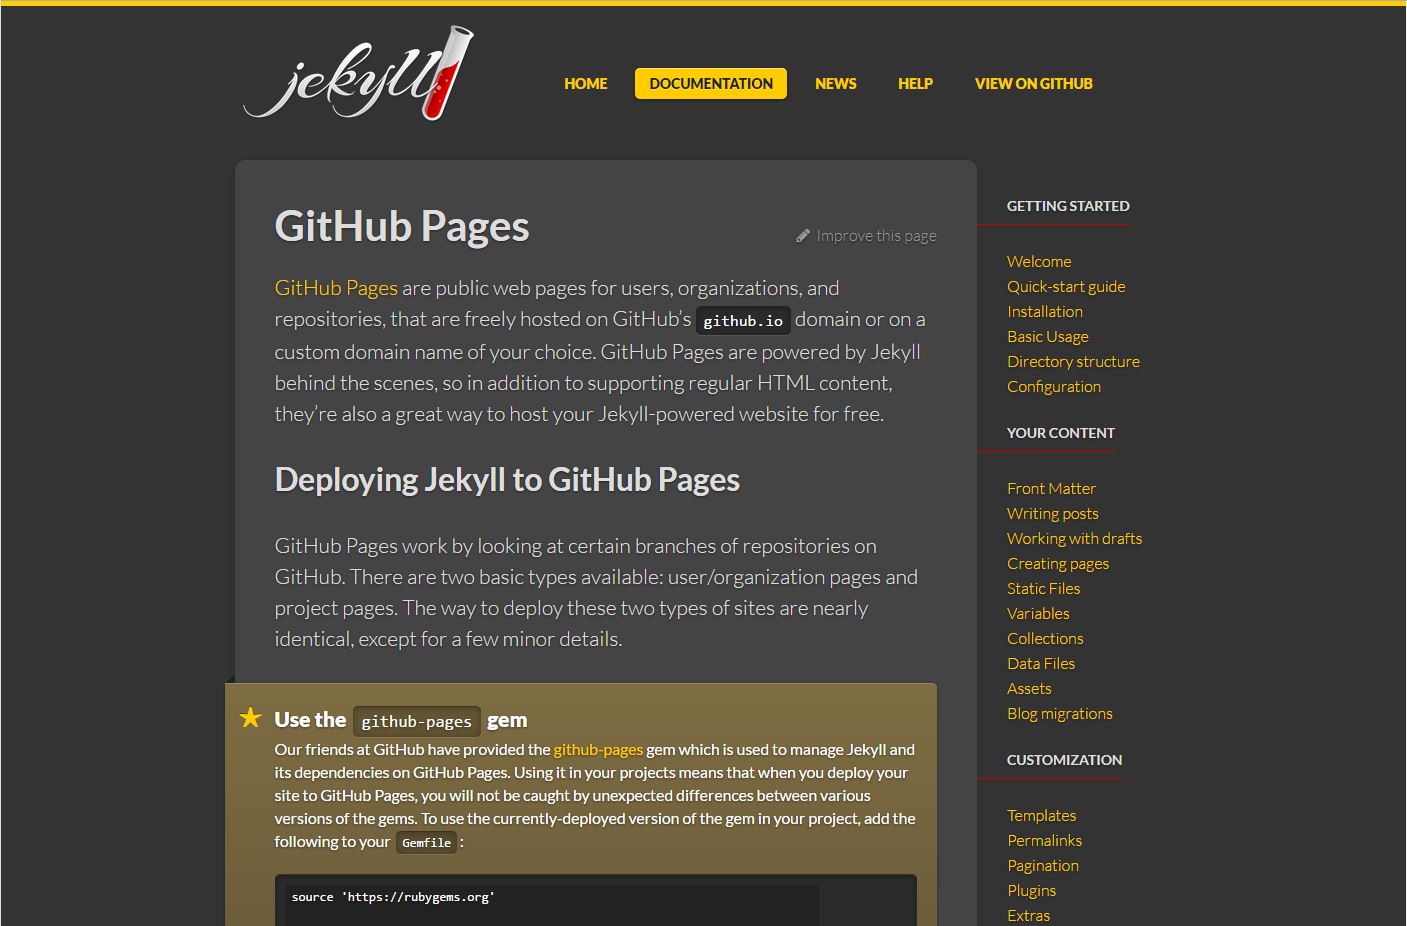 jekyll
HOME DOCUMENTATION NEWS HELP VIEW ON GITHUB
GitHub Pages
Improve this page
GitHub Pages are public web pages for users, organizations, and
repositories, that are freely hosted on GitHub’s github.io domain or on a
custom domain name of your choice. GitHub Pages are powered by Jekyll
behind the scenes, so in addition to supporting regular HTML content,
they’re also a great way to host your Jekyll-powered website for free.
Deploying Jekyll to GitHub Pages
GitHub Pages work by looking at certain branches of repositories on
GitHub. There are two basic types available: user/organization pages and
project pages. The way to deploy these two types of sites are nearly
identical, except for a few minor details.
Use the github-pages gem
Our friends at GitHub have provided the github-pages gem which is used to manage Jekyll and
its dependencies on GitHub Pages. Using it in your projects means that when you deploy your
site to GitHub Pages, you will not be caught by unexpected differences between various
versions of the gems. To use the currently-deployed version of the gem in your project, add the
following to your Gemfile :
source 'https://rubygems.org'
GETTING STARTED
Welcome
Quick-start guide
Installation
Basic Usage
Directory structure
Configuration
YOUR CONTENT
Front Matter
Writing posts
Working with drafts
Creating pages
Static Files
Variables
Collections
Data Files
Assets
Blog migrations
CUSTOMIZATION
Templates
Permalinks
Pagination
Plugins
Extras